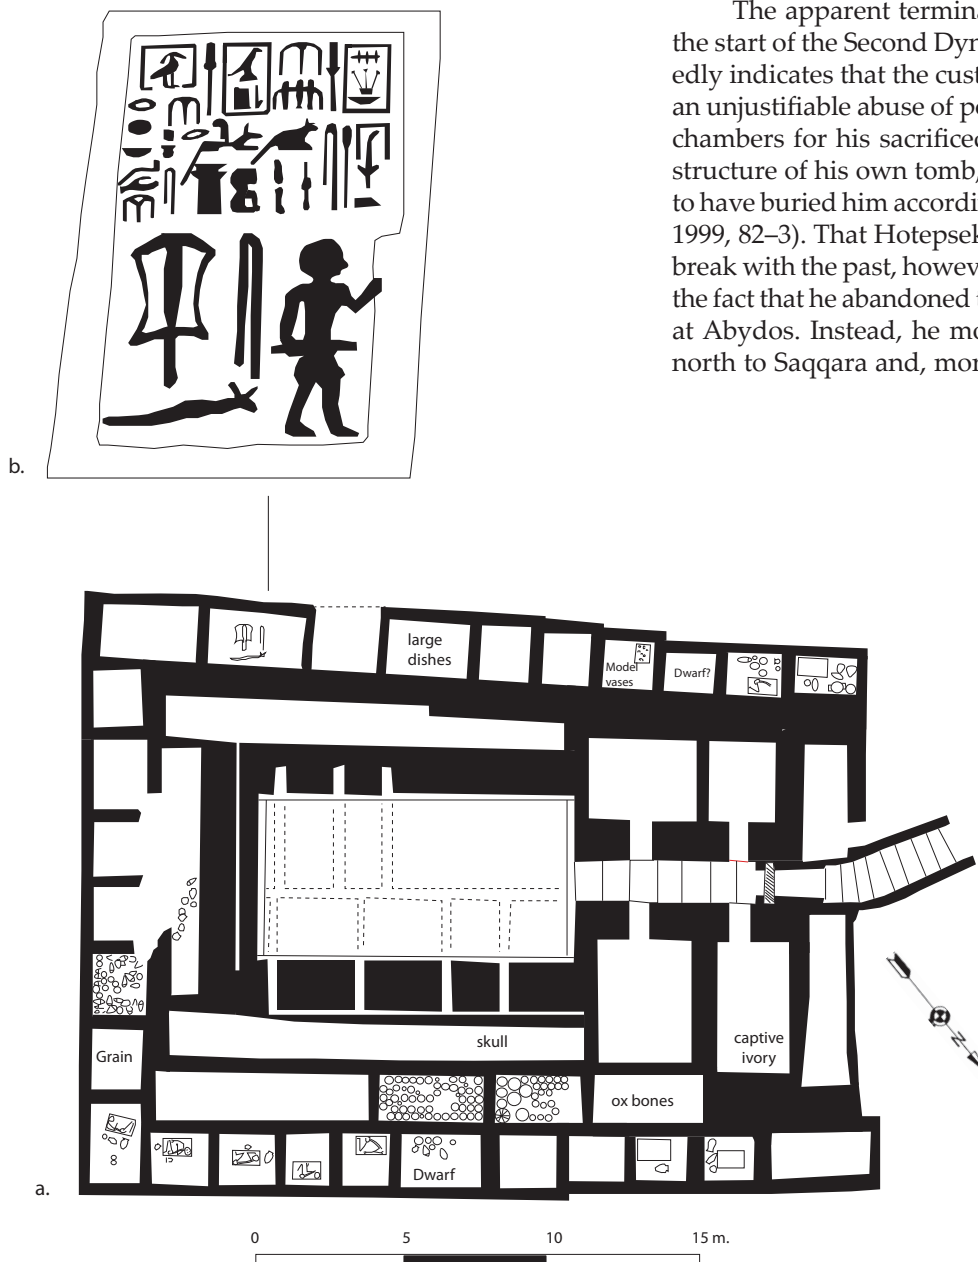 The apparent termina
the start of the Second Dyn
edly indicates that the cust
an unjustifiable abuse of po
chambers for his sacrificed
structure of his own tomb,
to have buried him accordi
1999, 82–3). That Hotepsek
break with the past, howev
the fact that he abandoned t
at Abydos. Instead, he mo
north to Saqqara and, mor
b.
large
dishes
Model
vases
Dwarf?
skull
captive
ivory
Grain
ox bones
Dwarf
N
a.
0 5 10 15 m.